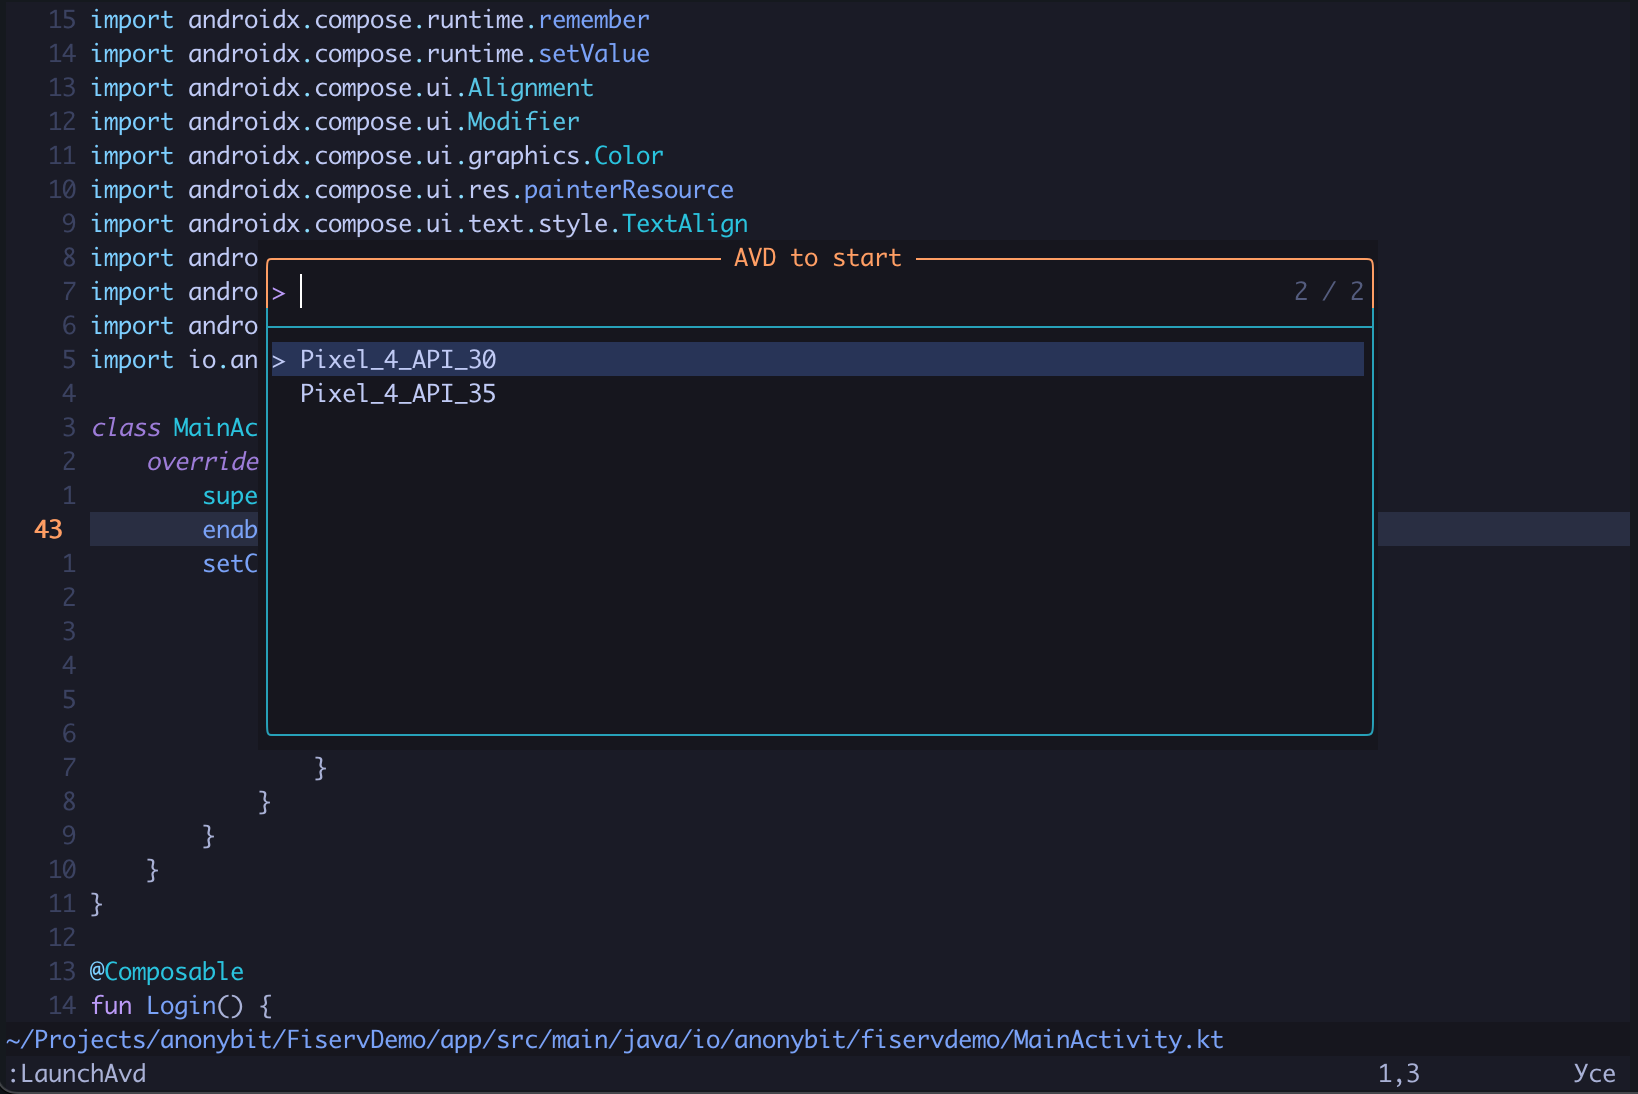 15 import androidx.compose.runtime.remember
14 import androidx.compose.runtime.setValue
13 import androidx.compose.ui.Alignment
12 import androidx.compose.ui.Modifier
11 import androidx.compose.ui.graphics.Color
10 import androidx.compose.ui.res.painterResource
9 import androidx.compose.ui.text.style.TextAlign
8 import andro
AVD to start
7 import andro
> 2 / 2
6 import andro
5 import io.an
> Pixel_4_API_30
4
Pixel_4_API_35
3 class MainAc
2 override
1 supe
43 enab
1 setC
2
3
4
5
6
7 }
8 }
9 }
10 }
11 }
12
13 @Composable
14 fun Login() {
~/Projects/anonybit/FiservDemo/app/src/main/java/io/anonybit/fiservdemo/MainActivity.kt
:LaunchAvd 1,3 Усе